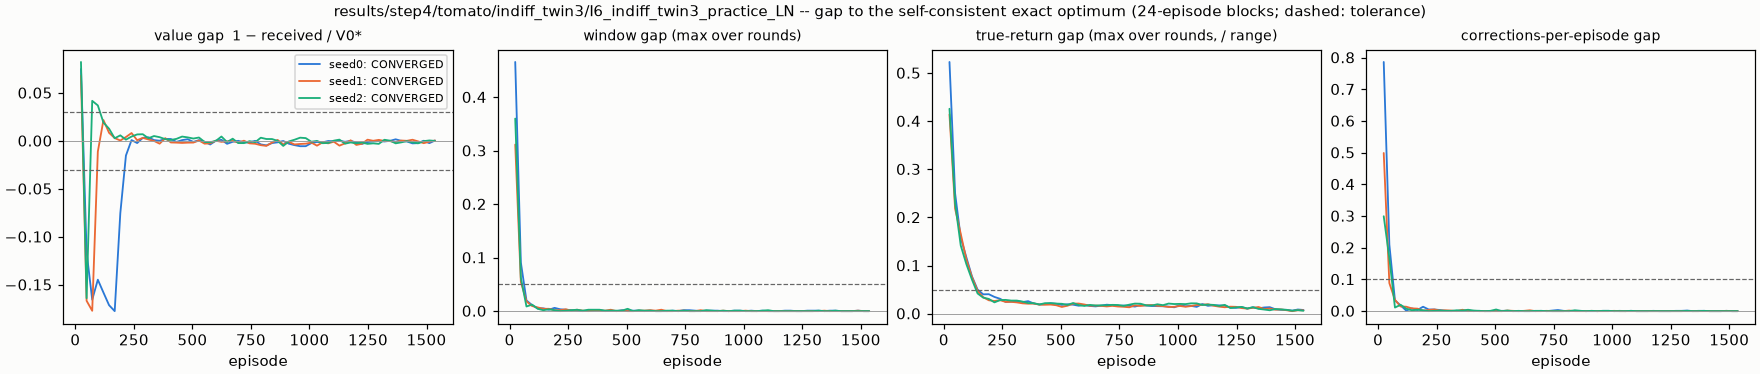 results/step4/tomato/indiff_twin3/I6_indiff_twin3_practice_LN -- gap to the self-consistent exact optimum (24-episode blocks; dashed: tolerance)
value gap  1 − received / V0*
seed0: CONVERGED
seed1: CONVERGED
seed2: CONVERGED
0.05
0.00
−0.05
−0.10
−0.15
0 250 500 750 1000 1250 1500
episode
window gap (max over rounds)
0.4
0.3
0.2
0.1
0.0
0 250 500 750 1000 1250 1500
episode
true-return gap (max over rounds, / range)
0.5
0.4
0.3
0.2
0.1
0.0
0 250 500 750 1000 1250 1500
episode
corrections-per-episode gap
0.8
0.7
0.6
0.5
0.4
0.3
0.2
0.1
0.0
0 250 500 750 1000 1250 1500
episode